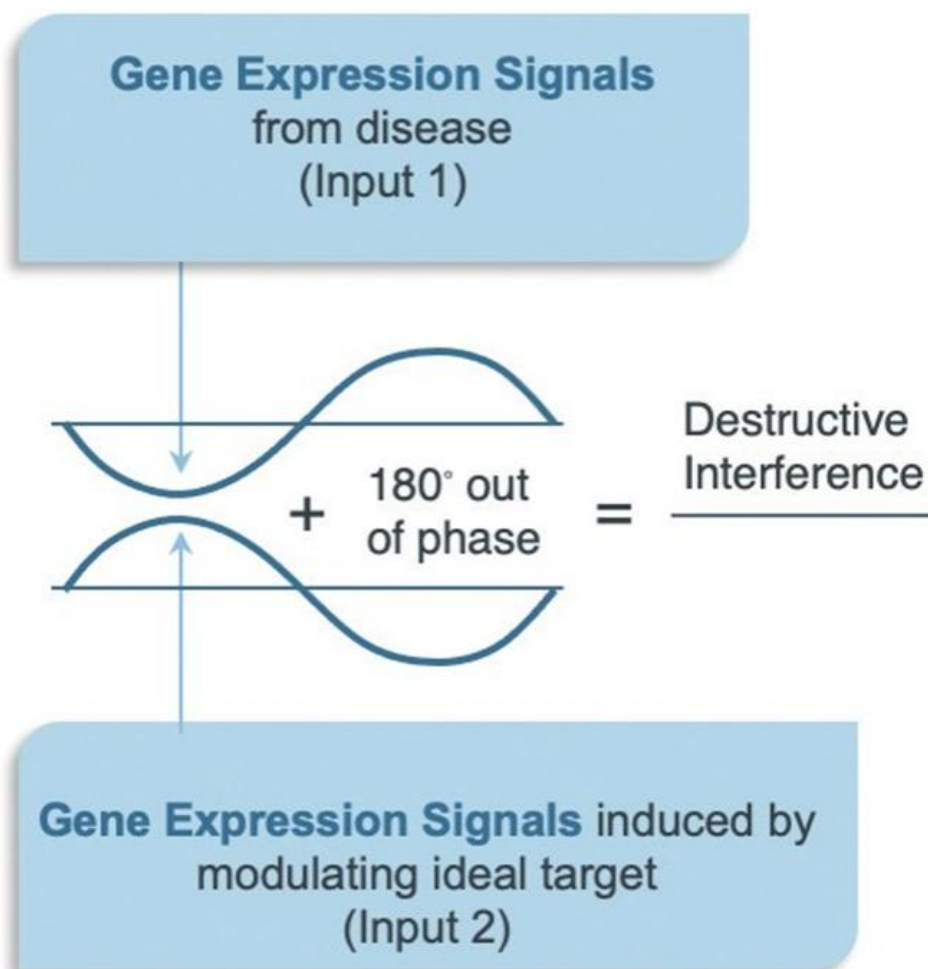 Gene Expression Signals
from disease
(Input 1)
+
180° out
of phase
=
Destructive
Interference
Gene Expression Signals induced by
modulating ideal target
(Input 2)